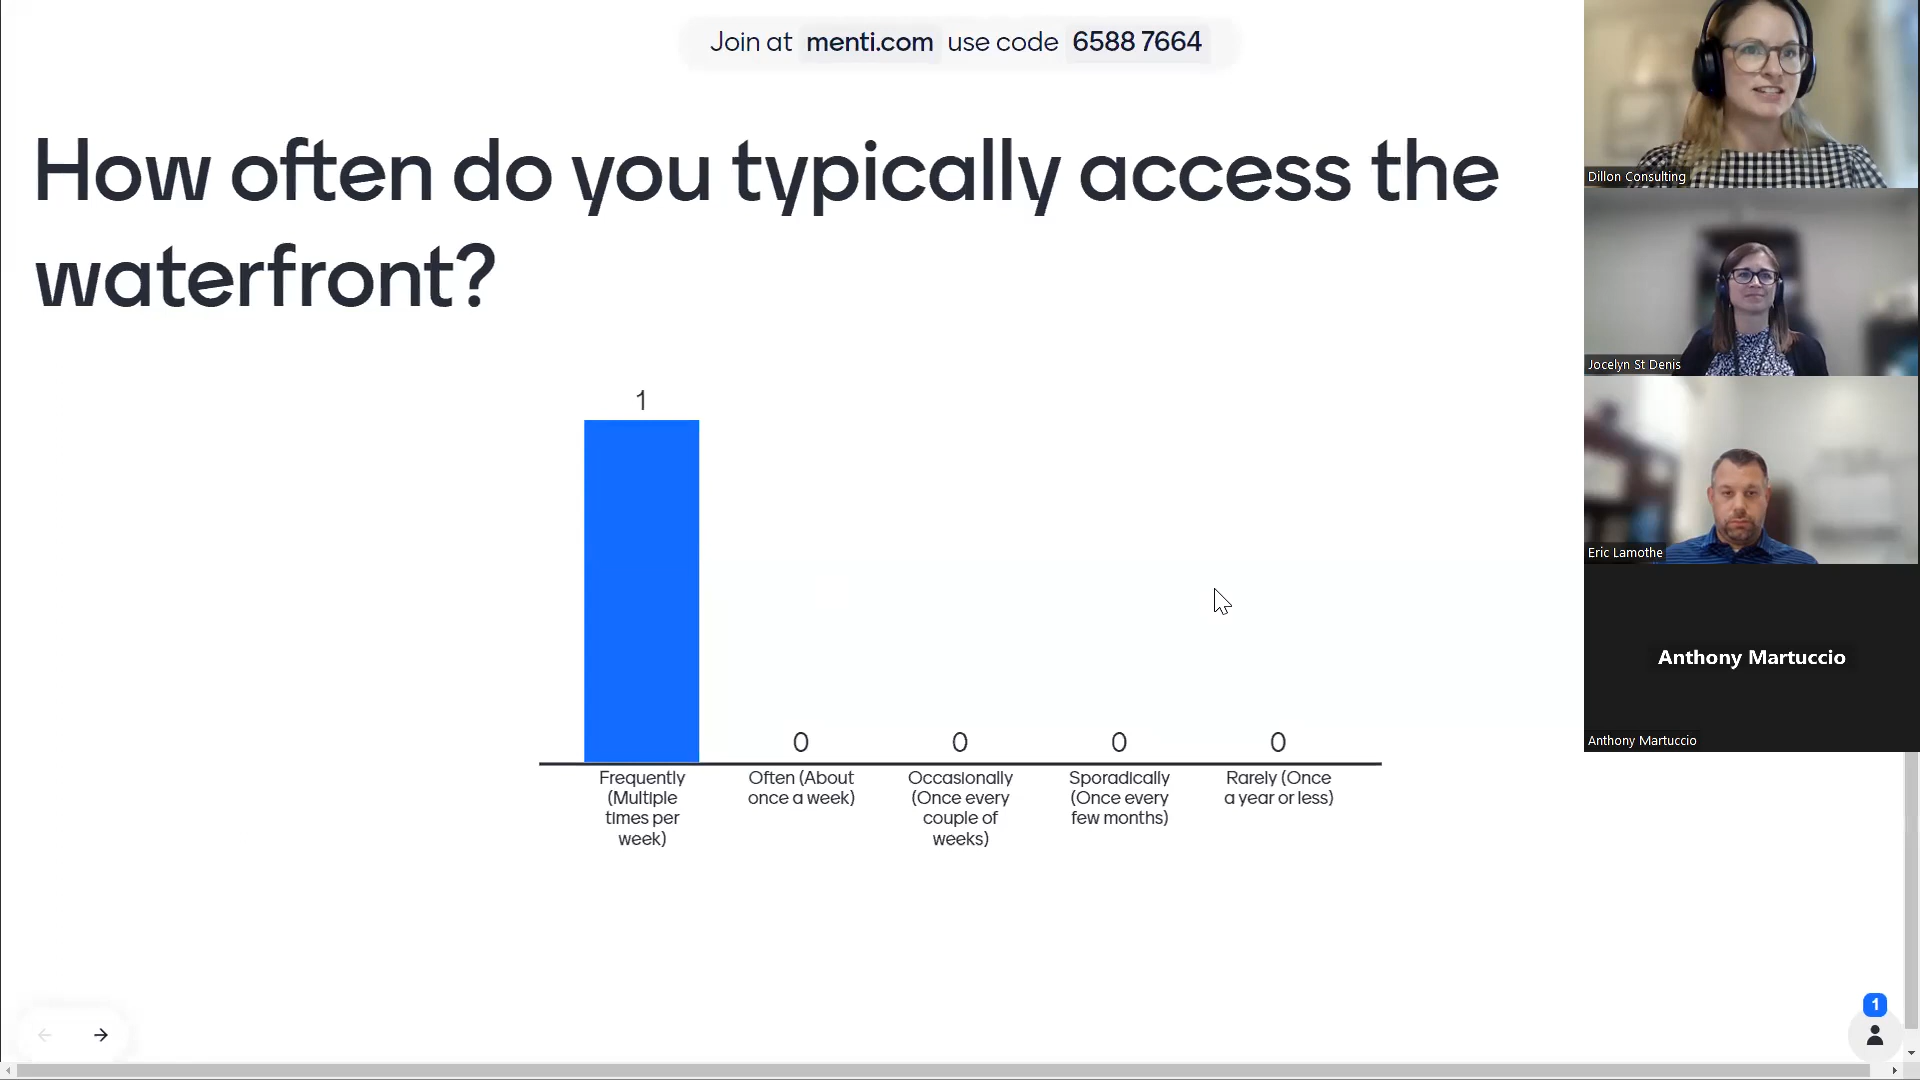 Join at menti.com use code 6588 7664
How often do you typically access the
waterfront?
1
0
0
0
0
Frequently
(Multiple
times per
week)
Often (About
once a week)
Occasionally
(Once every
couple of
weeks)
Sporadically
(Once every
few months)
Rarely (Once
a year or less)
Dillon Consulting
Jocelyn St Denis
Eric Lamothe
Anthony Martuccio
Anthony Martuccio
1